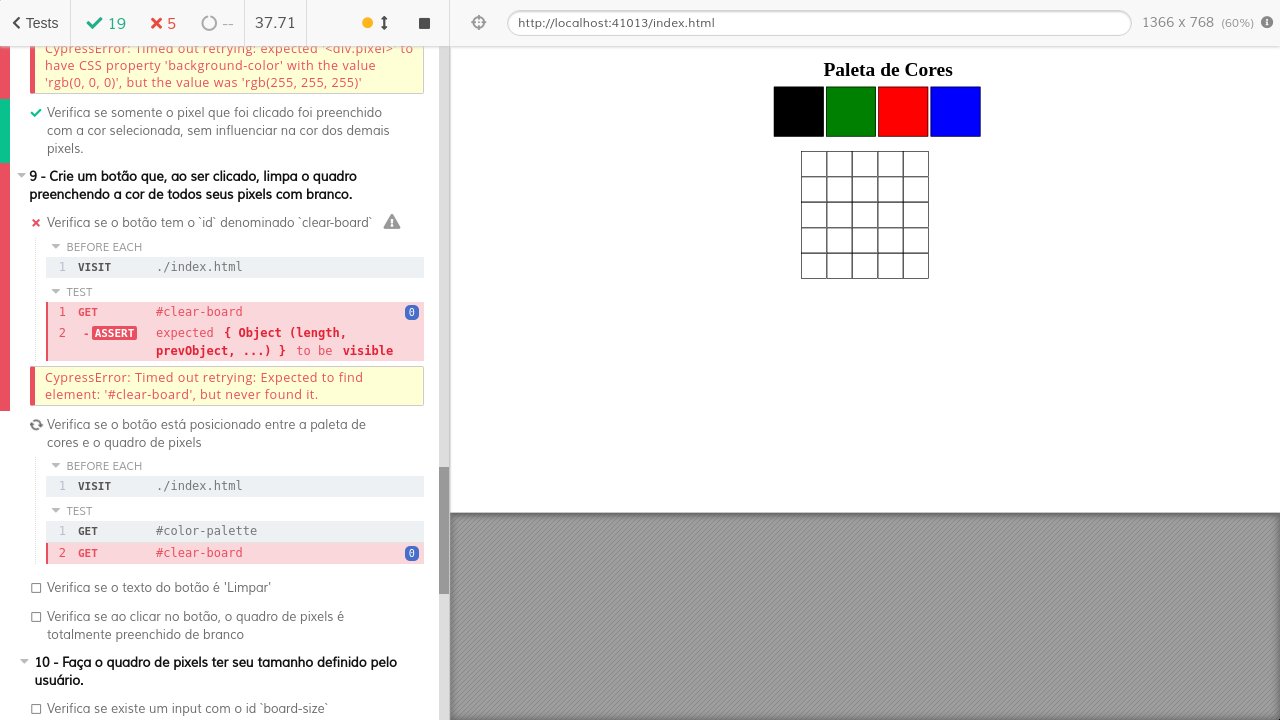 Tests
19
5
--
37.71
http://localhost:41013/index.html
1366 x 768 (60%)
CypressError: Timed out retrying: expected '<div.pixel>' to
have CSS property 'background-color' with the value
'rgb(0, 0, 0)', but the value was 'rgb(255, 255, 255)'
Verifica se somente o pixel que foi clicado foi preenchido
com a cor selecionada, sem influenciar na cor dos demais
pixels.
9 - Crie um botão que, ao ser clicado, limpa o quadro
preenchendo a cor de todos seus pixels com branco.
Verifica se o botão tem o `id` denominado `clear-board`
BEFORE EACH
1 VISIT ./index.html
TEST
1 GET #clear-board 0
2 -ASSERT expected { Object (length,
prevObject, ...) } to be visible
CypressError: Timed out retrying: Expected to find
element: '#clear-board', but never found it.
Verifica se o botão está posicionado entre a paleta de
cores e o quadro de pixels
BEFORE EACH
1 VISIT ./index.html
TEST
1 GET #color-palette
2 GET #clear-board 0
Verifica se o texto do botão é 'Limpar'
Verifica se ao clicar no botão, o quadro de pixels é
totalmente preenchido de branco
10 - Faça o quadro de pixels ter seu tamanho definido pelo
usuário.
Verifica se existe um input com o id `board-size`
Paleta de Cores